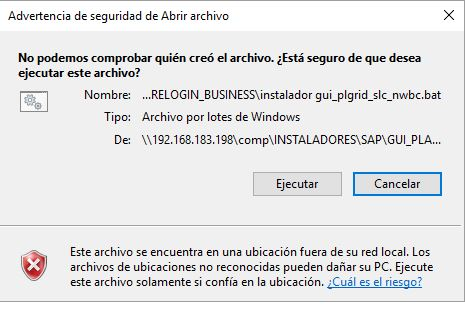 Advertencia de seguridad de Abrir archivo
No podemos comprobar quién creó el archivo. ¿Está seguro de que desea
ejecutar este archivo?
Nombre: ...RELOGIN_BUSINESS\instalador gui_plgrid_slc_nwbc.bat
Tipo: Archivo por lotes de Windows
De: \\192.168.183.198\comp\INSTALADORES\SAP\GUI_PLA...
Ejecutar Cancelar
Este archivo se encuentra en una ubicación fuera de su red local. Los
archivos de ubicaciones no reconocidas pueden dañar su PC. Ejecute
este archivo solamente si confía en la ubicación. ¿Cuál es el riesgo?